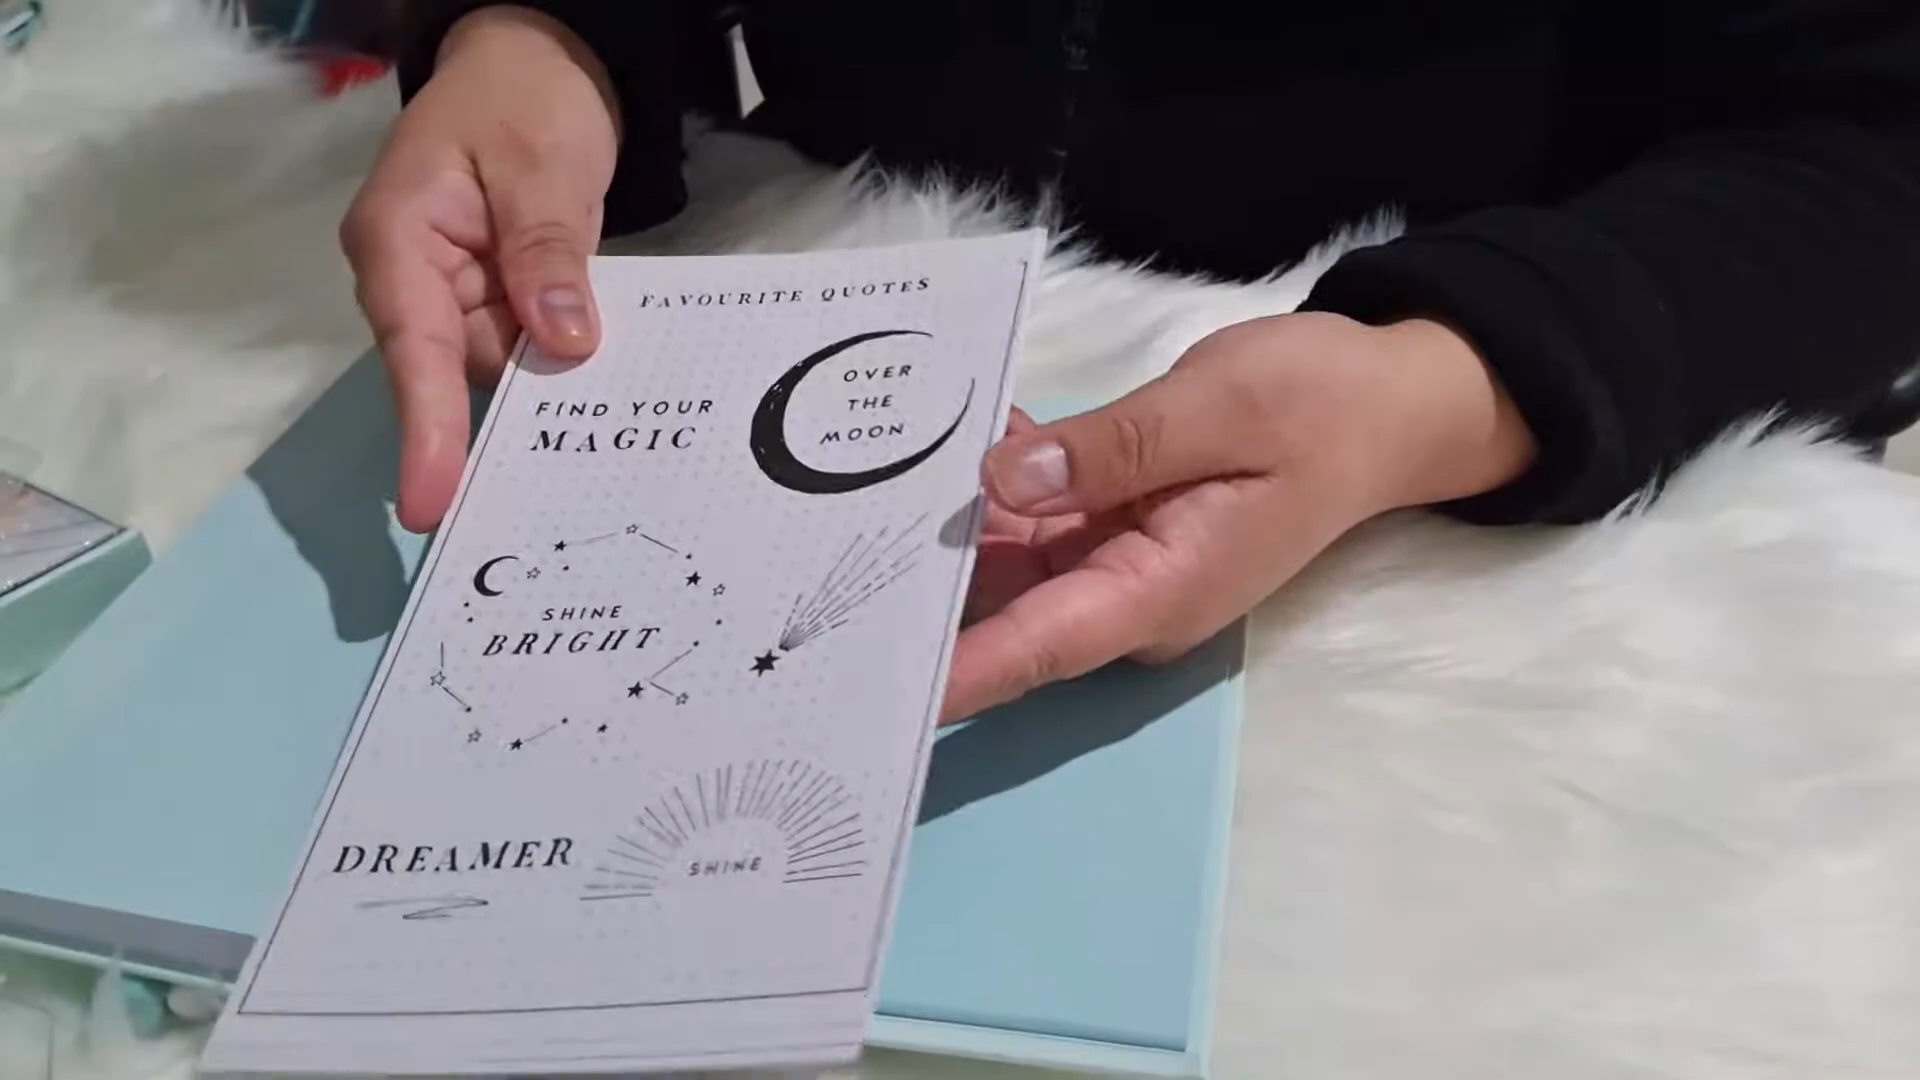 FAVOURITE QUOTES
FIND YOUR
MAGIC
OVER
THE
MOON
SHINE
BRIGHT
DREAMER
SHINE